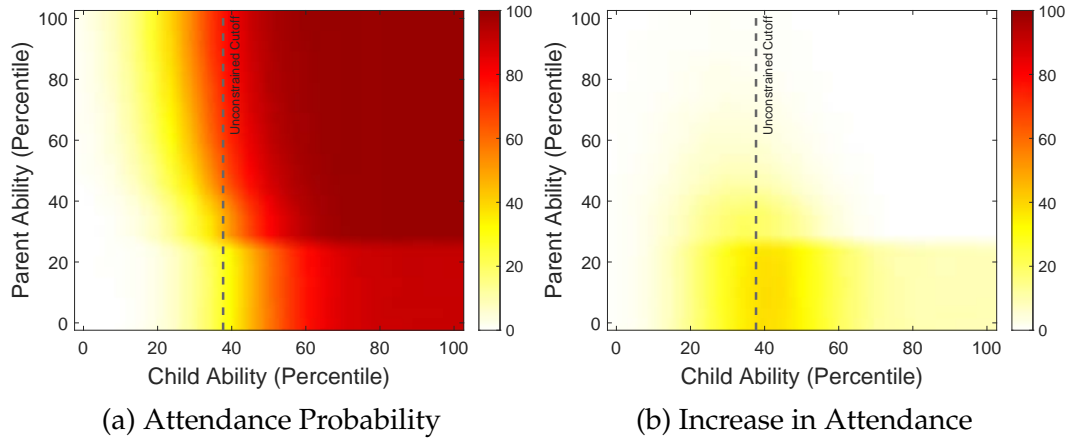 100
80
60
40
20
0
Parent Ability (Percentile)
Unconstrained Cutoff
0 20 40 60 80 100
Child Ability (Percentile)
100
80
60
40
20
0
(a) Attendance Probability
100
80
60
40
20
0
Parent Ability (Percentile)
Unconstrained Cutoff
0 20 40 60 80 100
Child Ability (Percentile)
100
80
60
40
20
0
(b) Increase in Attendance